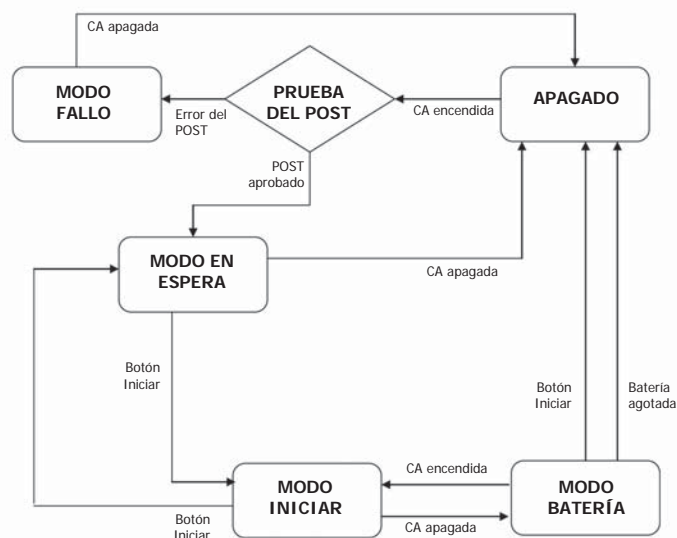 CA apagada
MODO
FALLO
Error del
POST
PRUEBA
DEL POST
CA encendida
APAGADO
POST
aprobado
MODO EN
ESPERA
CA apagada
Botón
Iniciar
Botón
Iniciar
Batería
agotada
MODO
INICIAR
CA encendida
CA apagada
MODO
BATERÍA
Botón
Iniciar